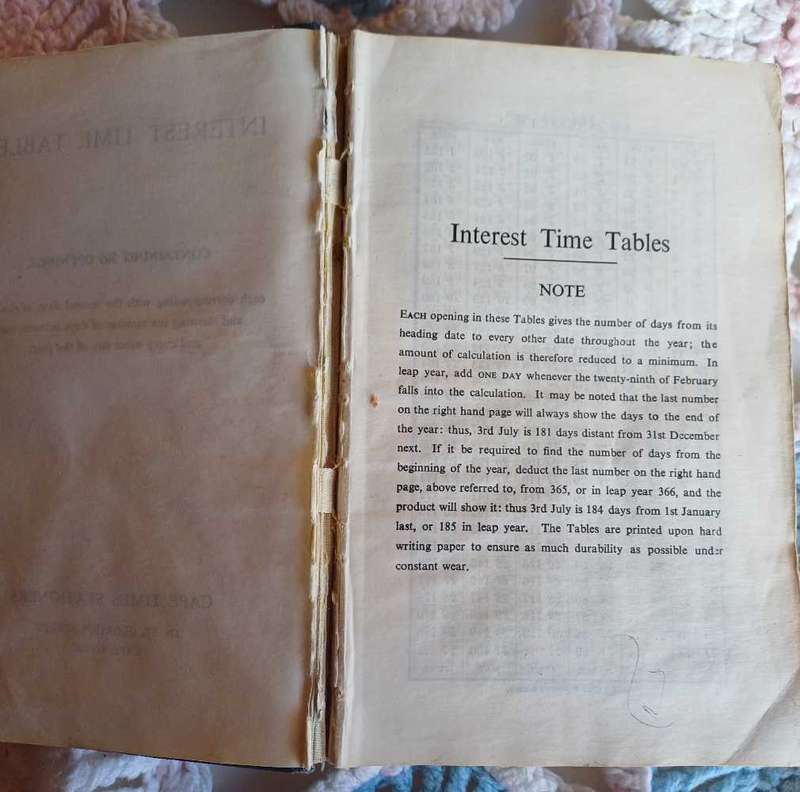 Interest Time Tables
NOTE
EACH opening in these Tables gives the number of days from its
heading date to every other date throughout the year; the
amount of calculation is therefore reduced to a minimum. In
leap year, add ONE DAY whenever the twenty-ninth of February
falls into the calculation. It may be noted that the last number
on the right hand page will always show the days to the end of
the year: thus, 3rd July is 181 days distant from 31st December
next. If it be required to find the number of days from the
beginning of the year, deduct the last number on the right hand
page, above referred to, from 365, or in leap year 366, and the
product will show it: thus 3rd July is 184 days from 1st January
last, or 185 in leap year. The Tables are printed upon hard
writing paper to ensure as much durability as possible under
constant wear.